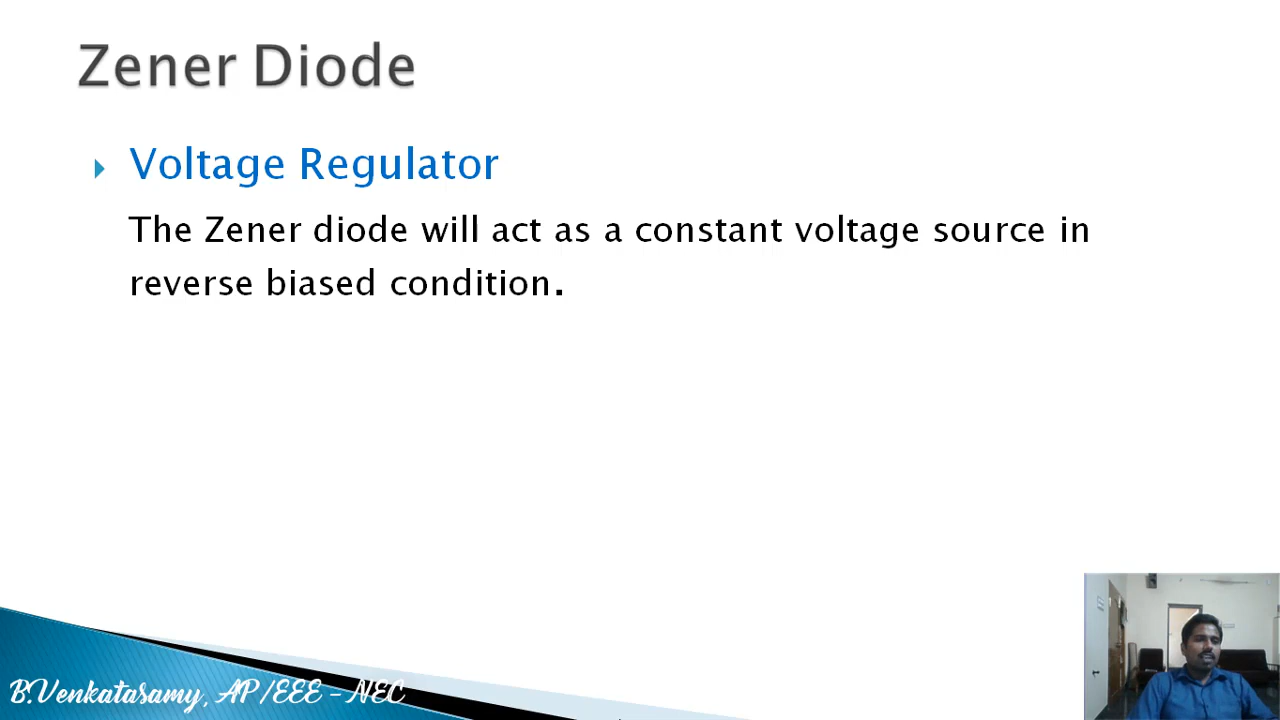 Zener Diode
Voltage Regulator
The Zener diode will act as a constant voltage source in
reverse biased condition.
B.Venkatasamy, AP/EEE - NEC